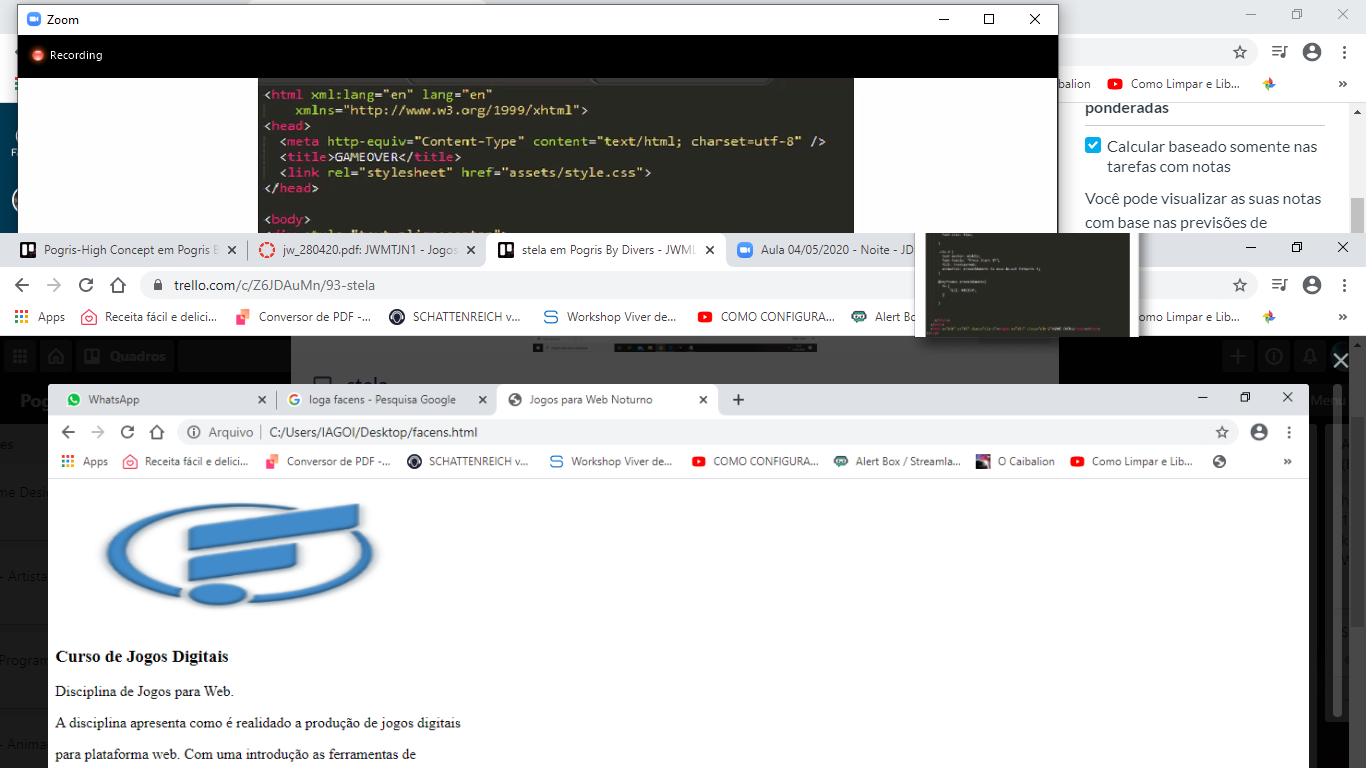 Zoom
Recording
<html xml:lang="en" lang="en"
xmlns="http://www.w3.org/1999/xhtml">
<head>
<meta http-equiv="Content-Type" content="text/html; charset=utf-8" />
<title>GAMEOVER</title>
<link rel="stylesheet" href="assets/style.css">
</head>
<body>
Como Limpar e Lib...
»
ponderadas
Calcular baseado somente nas
tarefas com notas
Você pode visualizar as suas notas
com base nas previsões de
Pogris-High Concept em Pogris B
jw_280420.pdf: JWMTJN1 - Jogos
stela em Pogris By Divers - JWML
Aula 04/05/2020 - Noite - JD
trello.com/c/Z6JDAuMn/93-stela
Apps
Receita fácil e delici...
Conversor de PDF -...
SCHATTENREICH v...
Workshop Viver de...
COMO CONFIGURA...
Alert Bo
omo Limpar e Lib...
»
Quadros
stela
Menu
WhatsApp
loga facens - Pesquisa Google
Jogos para Web Noturno
Arquivo
C:/Users/IAGOI/Desktop/facens.html
Apps
Receita fácil e delici...
Conversor de PDF -...
SCHATTENREICH v...
Workshop Viver de...
COMO CONFIGURA...
Alert Box / Streamla...
O Caibalion
Como Limpar e Lib...
»
Curso de Jogos Digitais
Disciplina de Jogos para Web.
A disciplina apresenta como é realidado a produção de jogos digitais
para plataforma web. Com uma introdução as ferramentas de